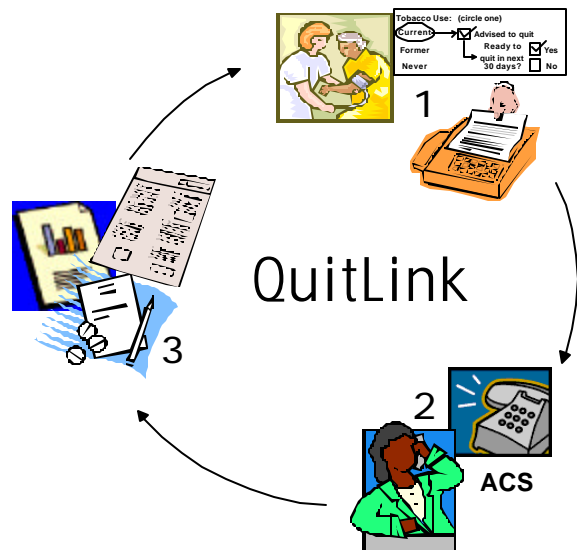 Tobacco Use: (circle one)
Current Advised to quit
Former Ready to Yes
quit in next
Never 30 days? No
1
QuitLink
3
2
ACS